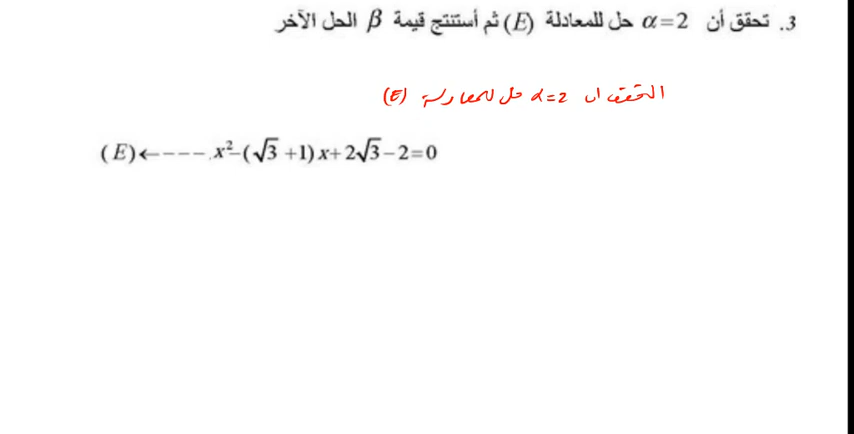 3. تحقق أن α=2 حل للمعادلة (E) ثم أستنتج قيمة β الحل الآخر
التحقق ان α=2 حل للمعادلة (E)
(E)←---- x²-(√3+1)x+2√3-2=0